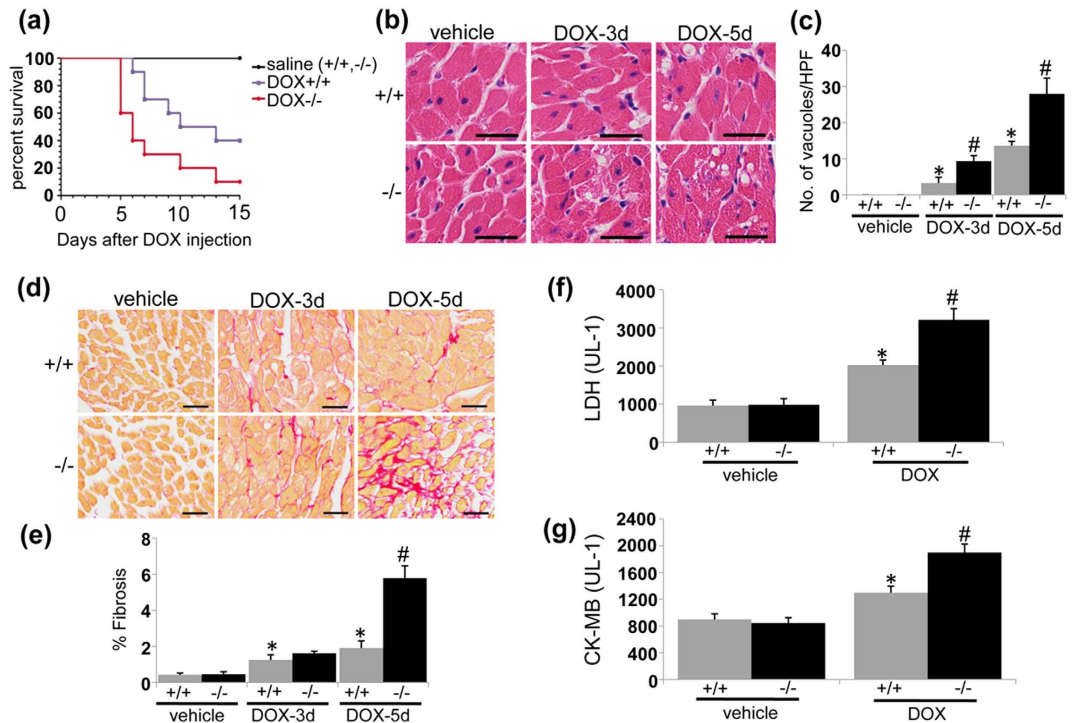 (a)
percent survival
100
80
60
40
20
0
0 5 10 15
Days after DOX injection
saline (+/+,-/-)
DOX+/+
DOX-/-
(b)
vehicle DOX-3d DOX-5d
+/+
-/-
(c)
No. of vacuoles/HPF
40
30
20
10
0
* # * #
+/+ -/- +/+ -/- +/+ -/-
vehicle DOX-3d DOX-5d
(d)
vehicle DOX-3d DOX-5d
+/+
-/-
(e)
% Fibrosis
8
6
4
2
0
* * #
+/+ -/- +/+ -/- +/+ -/-
vehicle DOX-3d DOX-5d
(f)
LDH (UL-1)
4000
3000
2000
1000
0
* #
+/+ -/- +/+ -/-
vehicle DOX
(g)
CK-MB (UL-1)
2400
2000
1600
1200
800
400
0
* #
+/+ -/- +/+ -/-
vehicle DOX